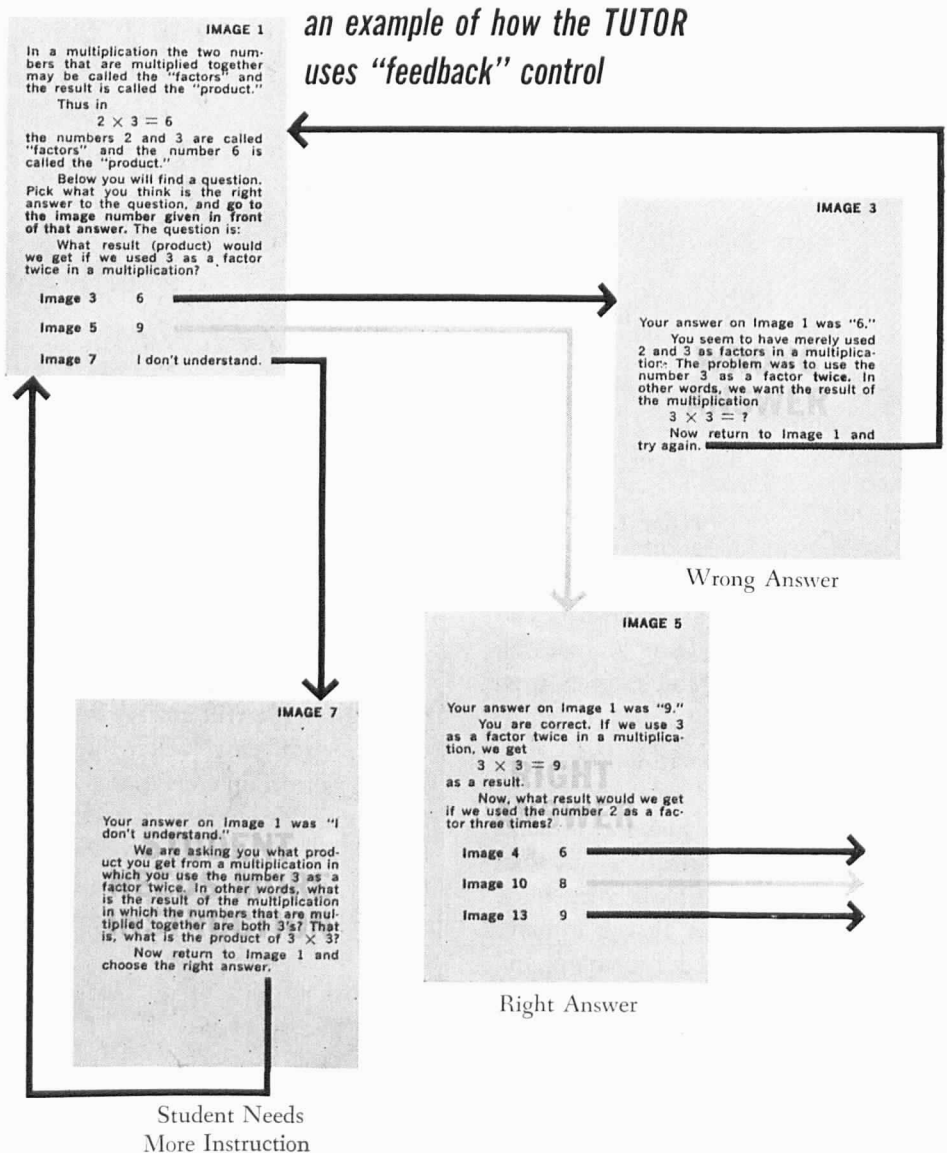 an example of how the TUTOR
uses “feedback” control
IMAGE 1
In a multiplication the two num-
bers that are multiplied together
may be called the “factors” and
the result is called the “product.”
Thus in
2 × 3 = 6
the numbers 2 and 3 are called
“factors” and the number 6 is
called the “product.”
Below you will find a question.
Pick what you think is the right
answer to the question, and go to
the image number given in front
of that answer. The question is:
What result (product) would
we get if we used 3 as a factor
twice in a multiplication?
Image 3 6
Image 5 9
Image 7 I don't understand.
IMAGE 3
Your answer on Image 1 was “6.”
You seem to have merely used
2 and 3 as factors in a multiplica-
tion. The problem was to use the
number 3 as a factor twice. In
other words, we want the result of
the multiplication
3 × 3 = ?
Now return to Image 1 and
try again.
ANSWER
Wrong Answer
IMAGE 5
Your answer on Image 1 was “9.”
You are correct. If we use 3
as a factor twice in a multiplica-
tion, we get
3 × 3 = 9
as a result.
Now, what result would we get
if we used the number 2 as a fac-
tor three times?
Image 4 6
Image 10 8
Image 13 9
RIGHT
ANSWER
Right Answer
IMAGE 7
Your answer on Image 1 was “I
don't understand.”
We are asking you what prod-
uct you get from a multiplication in
which you use the number 3 as a
factor twice. In other words, what
is the result of the multiplication
in which the numbers that are mul-
tiplied together are both 3's? That
is, what is the product of 3 × 3?
Now return to Image 1 and
choose the right answer.
Student Needs
More Instruction